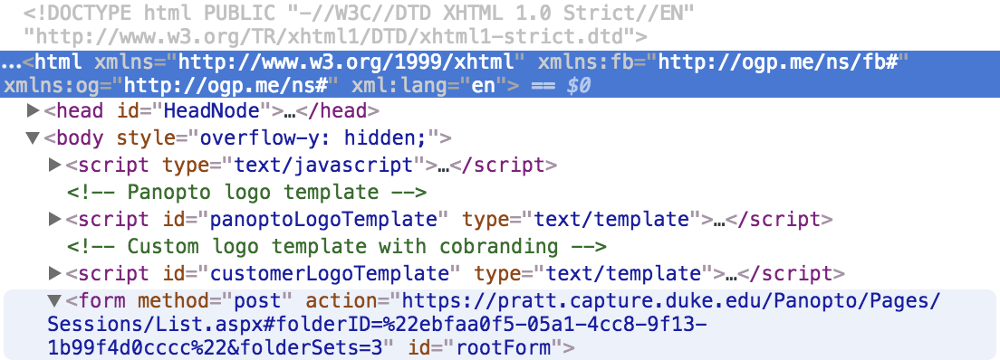 <!DOCTYPE html PUBLIC "-//W3C//DTD XHTML 1.0 Strict//EN"
"http://www.w3.org/TR/xhtml1/DTD/xhtml1-strict.dtd">
…<html xmlns="http://www.w3.org/1999/xhtml" xmlns:fb="http://ogp.me/ns/fb#"
xmlns:og="http://ogp.me/ns#" xml:lang="en"> == $0
▶<head id="HeadNode">…</head>
▼<body style="overflow-y: hidden;">
▶<script type="text/javascript">…</script>
<!-- Panopto logo template -->
▶<script id="panoptoLogoTemplate" type="text/template">…</script>
<!-- Custom logo template with cobranding -->
▶<script id="customerLogoTemplate" type="text/template">…</script>
▼<form method="post" action="https://pratt.capture.duke.edu/Panopto/Pages/
Sessions/List.aspx#folderID=%22ebfaa0f5-05a1-4cc8-9f13-
1b99f4d0cccc%22&folderSets=3" id="rootForm">